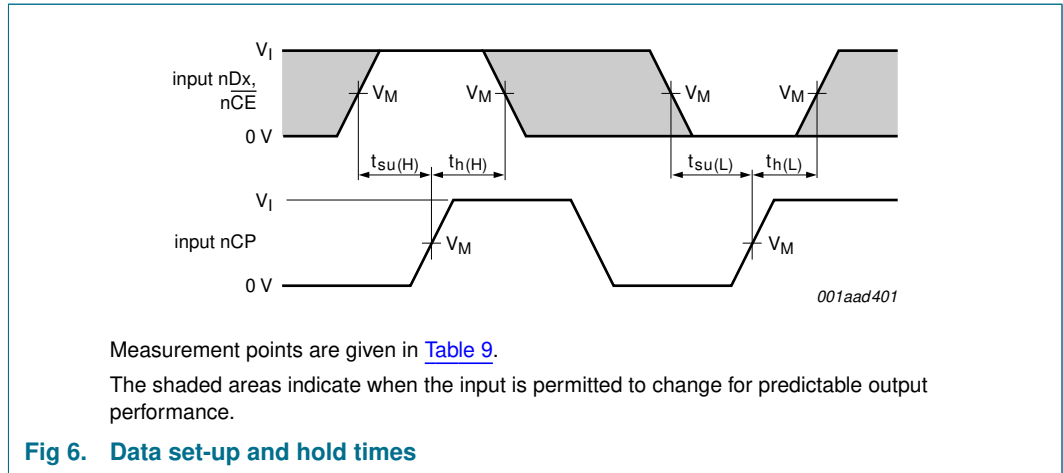 V_I
input nDx,
nC̅E̅
0 V
V_M V_M V_M V_M
t_su(H) t_h(H) t_su(L) t_h(L)
V_I
input nCP
V_M V_M
0 V
001aad401
Measurement points are given in Table 9.
The shaded areas indicate when the input is permitted to change for predictable output
performance.
Fig 6. Data set-up and hold times